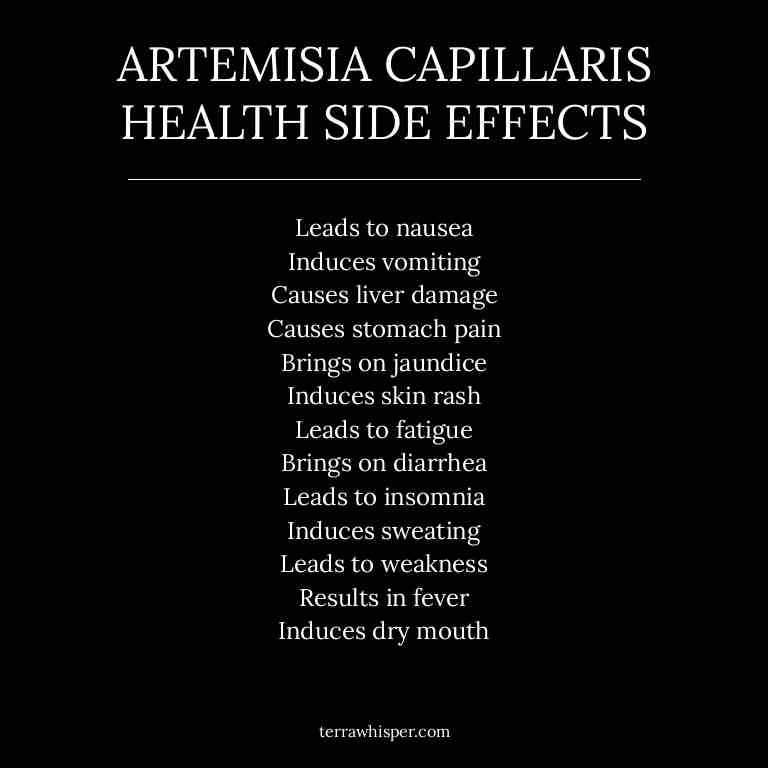 ARTEMISIA CAPILLARIS
HEALTH SIDE EFFECTS
Leads to nausea
Induces vomiting
Causes liver damage
Causes stomach pain
Brings on jaundice
Induces skin rash
Leads to fatigue
Brings on diarrhea
Leads to insomnia
Induces sweating
Leads to weakness
Results in fever
Induces dry mouth
terrawhisper.com